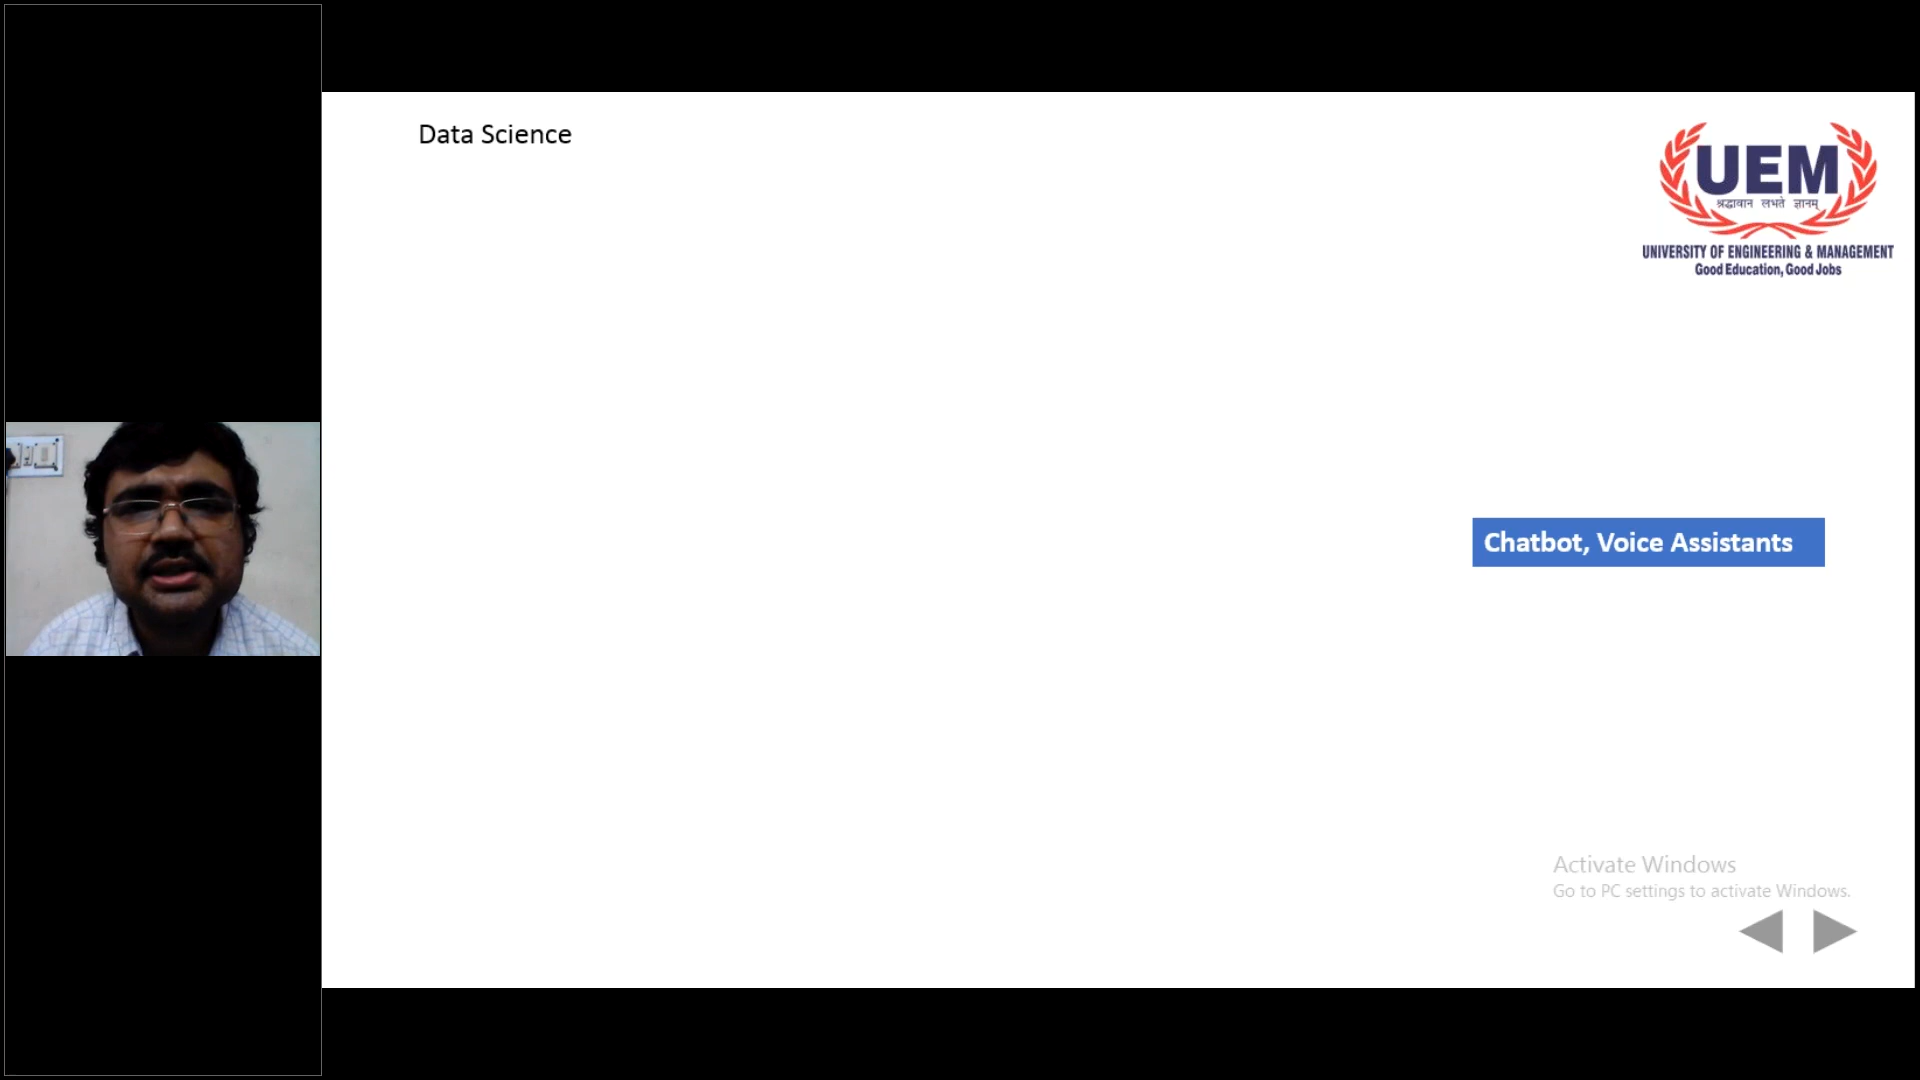 Data Science
UEM
श्रद्धावान लभते ज्ञानम्
UNIVERSITY OF ENGINEERING & MANAGEMENT
Good Education, Good Jobs
Chatbot, Voice Assistants
Activate Windows
Go to PC settings to activate Windows.